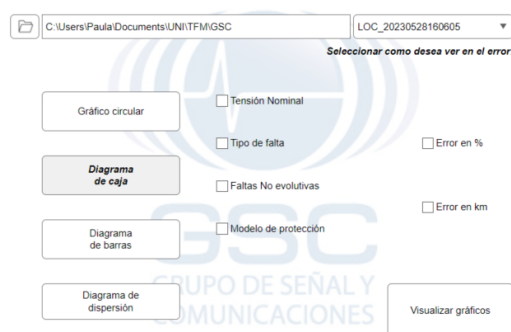 C:\Users\Paula\Documents\UNI\TFM\GSC
LOC_20230528160605
Seleccionar como desea ver en el error
Gráfico circular
Tensión Nominal
Tipo de falta
Error en %
Diagrama
de caja
Faltas No evolutivas
Error en km
Modelo de protección
Diagrama
de barras
GSC
GRUPO DE SEÑAL Y
COMUNICACIONES
Diagrama de
dispersión
Visualizar gráficos